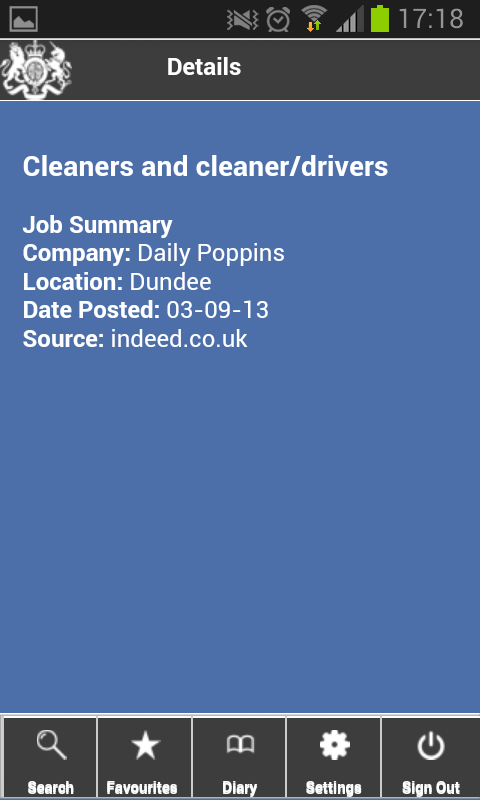 17:18
Details
Cleaners and cleaner/drivers
Job Summary
Company: Daily Poppins
Location: Dundee
Date Posted: 03-09-13
Source: indeed.co.uk
Search Favourites Diary Settings Sign Out